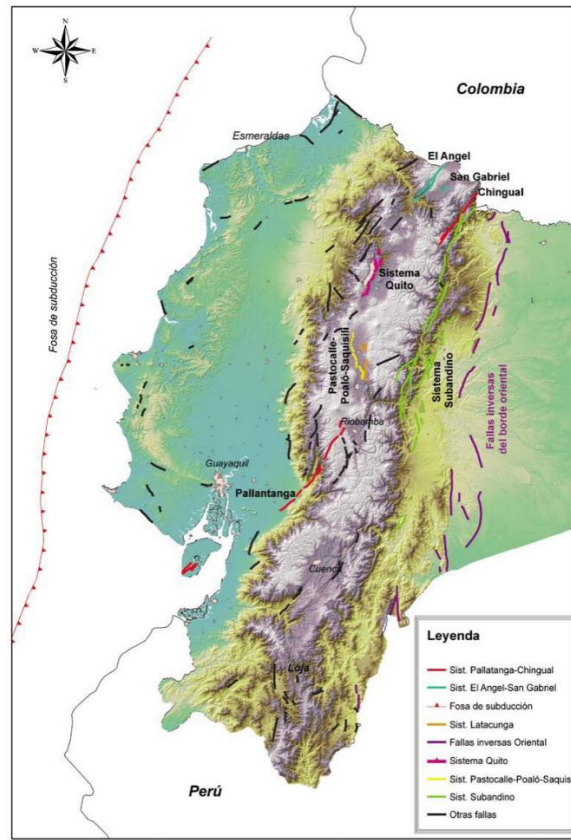 N
W
E
S
Colombia
Esmeraldas
El Angel
San Gabriel
Chingual
Sistema
Quito
Fosa de subducción
Pastocalle-
Poaló-Saquisilí
Sistema
Subandino
Fallas inversas
del borde oriental
Riobamba
Guayaquil
Pallantanga
Cuenca
Loja
Perú
Leyenda
Sist. Pallatanga-Chingual
Sist. El Angel-San Gabriel
Fosa de subducción
Sist. Latacunga
Fallas inversas Oriental
Sistema Quito
Sist. Pastocalle-Poaló-Saquis
Sist. Subandino
Otras fallas